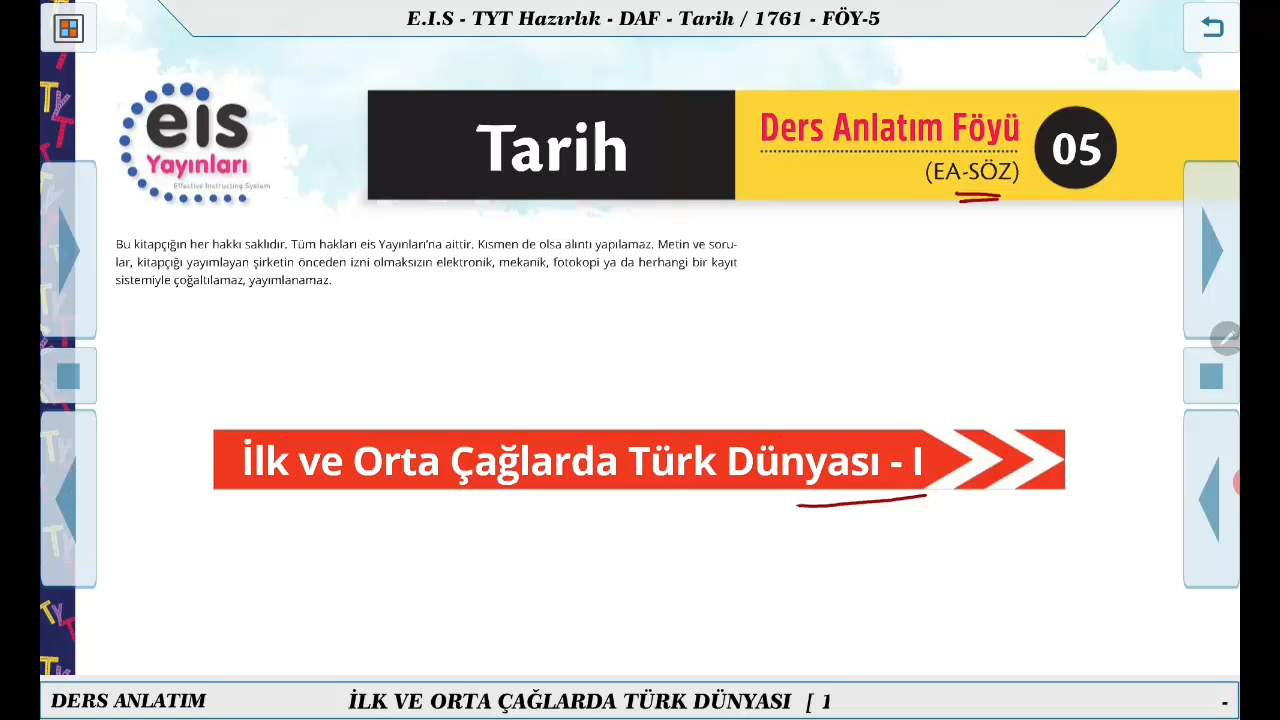 E.I.S - TYT Hazırlık - DAF - Tarih / 1761 - FÖY-5
eis
Yayınları
Effective Instructing System
Tarih
Ders Anlatım Föyü
(EA-SÖZ)
05
Bu kitapçığın her hakkı saklıdır. Tüm hakları eis Yayınları’na aittir. Kısmen de olsa alıntı yapılamaz. Metin ve soru-
lar, kitapçığı yayımlayan şirketin önceden izni olmaksızın elektronik, mekanik, fotokopi ya da herhangi bir kayıt
sistemiyle çoğaltılamaz, yayımlanamaz.
İlk ve Orta Çağlarda Türk Dünyası - I
DERS ANLATIM
İLK VE ORTA ÇAĞLARDA TÜRK DÜNYASI [ 1
-